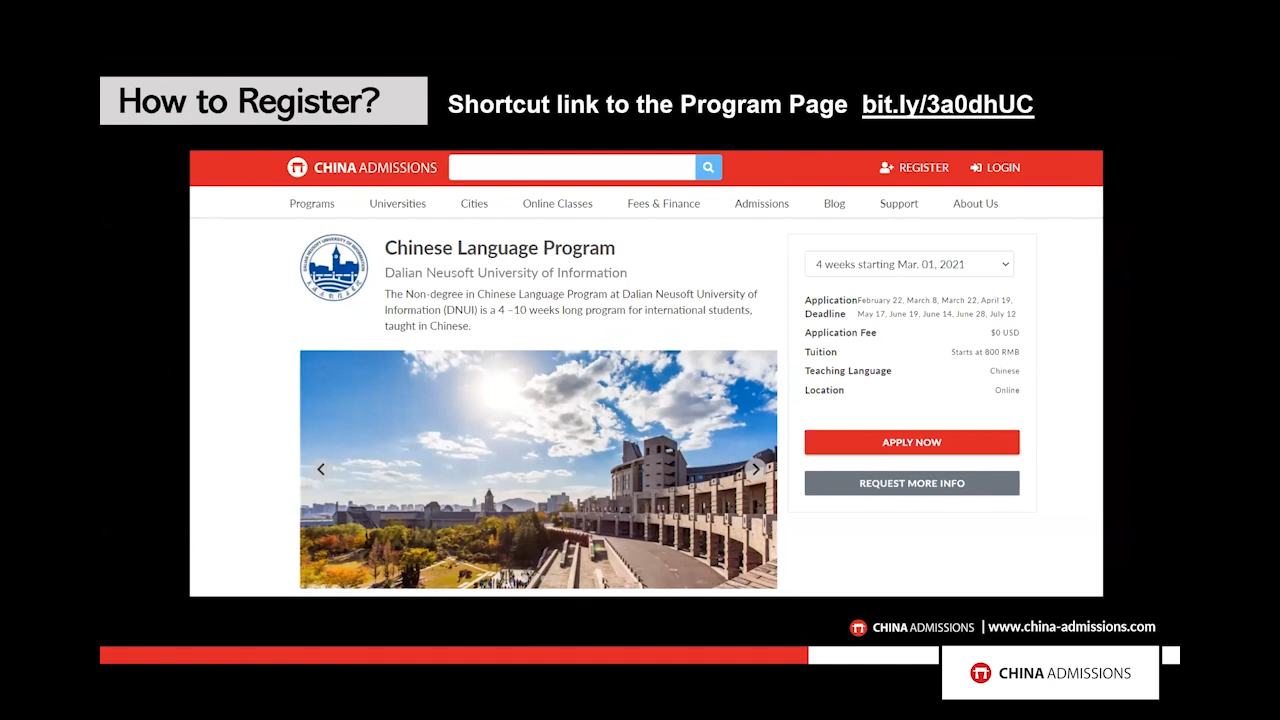 How to Register?
Shortcut link to the Program Page bit.ly/3a0dhUC
CHINA ADMISSIONS
REGISTER
LOGIN
Programs
Universities
Cities
Online Classes
Fees & Finance
Admissions
Blog
Support
About Us
DALIAN NEUSOFT UNIVERSITY OF INFORMATION
Chinese Language Program
Dalian Neusoft University of Information
The Non-degree in Chinese Language Program at Dalian Neusoft University of
Information (DNUI) is a 4 –10 weeks long program for international students,
taught in Chinese.
4 weeks starting Mar. 01, 2021
Application February 22, March 8, March 22, April 19,
Deadline May 17, June 19, June 14, June 28, July 12
Application Fee $0 USD
Tuition Starts at 800 RMB
Teaching Language Chinese
Location Online
APPLY NOW
REQUEST MORE INFO
CHINA ADMISSIONS | www.china-admissions.com
CHINA ADMISSIONS